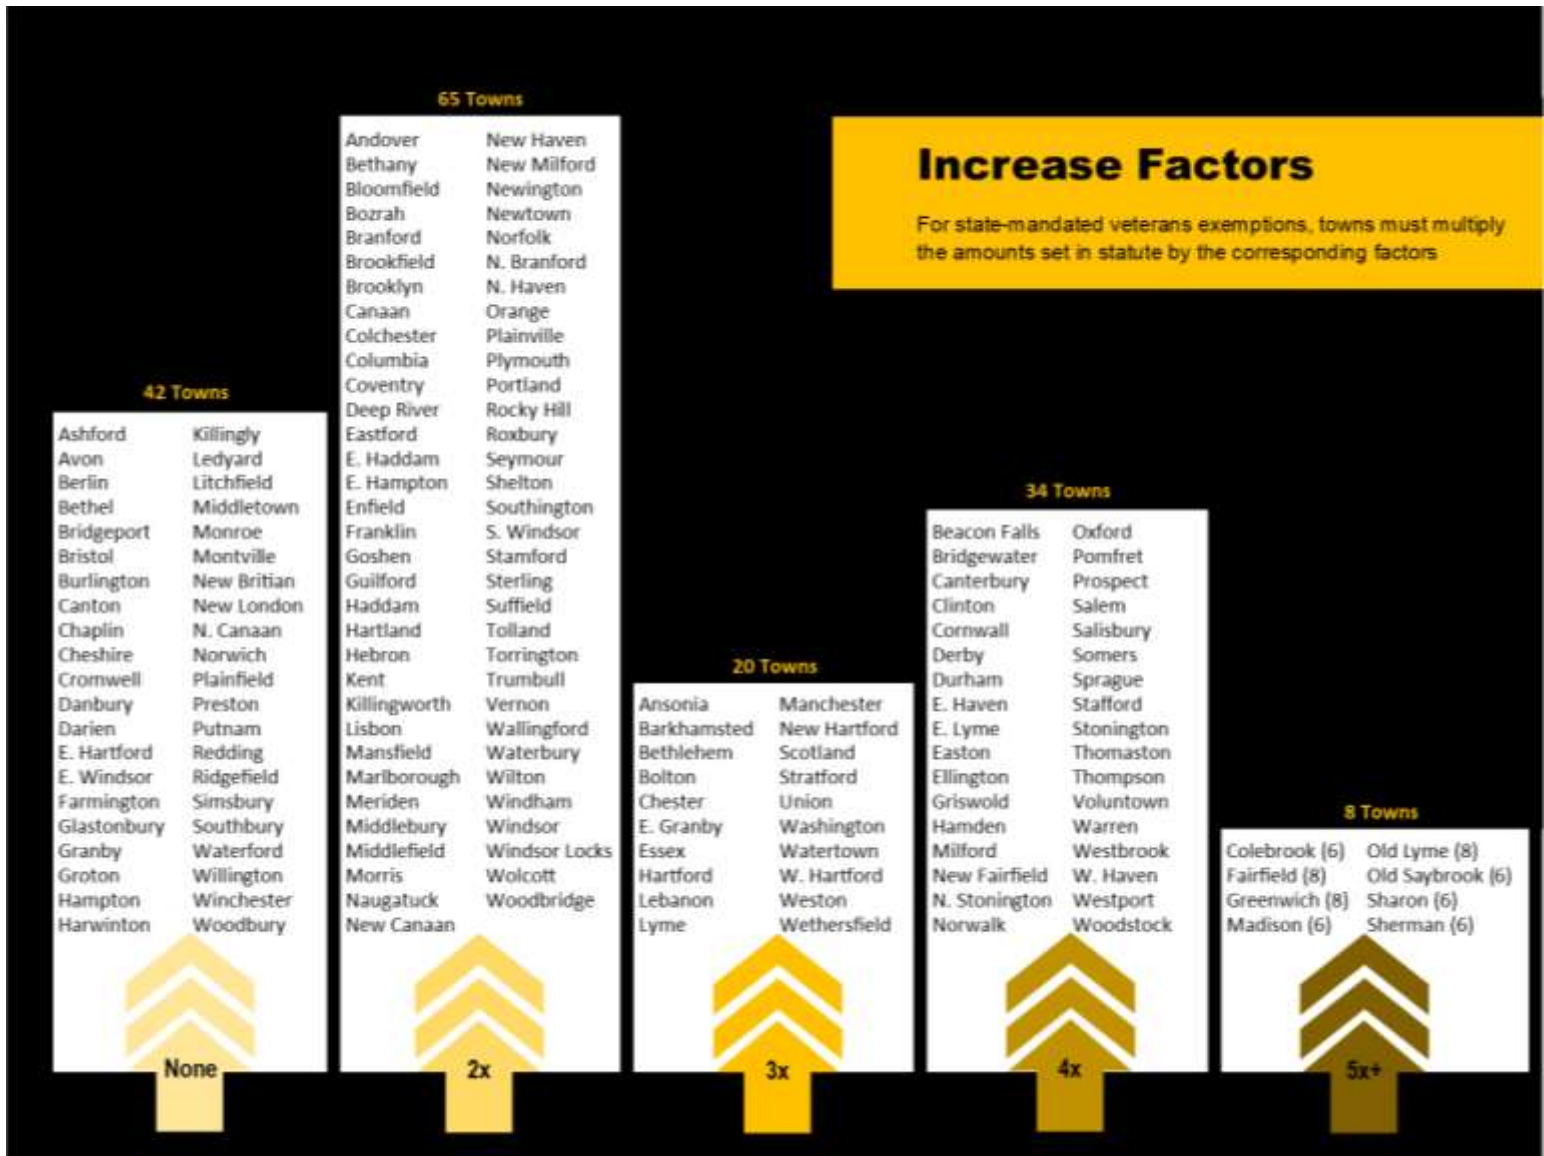 65 Towns
Andover New Haven
Bethany New Milford
Bloomfield Newington
Bozrah Newtown
Branford Norfolk
Brookfield N. Branford
Brooklyn N. Haven
Canaan Orange
Colchester Plainville
Columbia Plymouth
Coventry Portland
Deep River Rocky Hill
Eastford Roxbury
E. Haddam Seymour
E. Hampton Shelton
Enfield Southington
Franklin S. Windsor
Goshen Stamford
Guilford Sterling
Haddam Suffield
Hartland Tolland
Hebron Torrington
Kent Trumbull
Killingworth Vernon
Lisbon Wallingford
Mansfield Waterbury
Marlborough Wilton
Meriden Windham
Middlebury Windsor
Middlefield Windsor Locks
Morris Wolcott
Naugatuck Woodbridge
New Canaan
2x
Increase Factors
For state-mandated veterans exemptions, towns must multiply
the amounts set in statute by the corresponding factors
42 Towns
Ashford Killingly
Avon Ledyard
Berlin Litchfield
Bethel Middletown
Bridgeport Monroe
Bristol Montville
Burlington New Britian
Canton New London
Chaplin N. Canaan
Cheshire Norwich
Cromwell Plainfield
Danbury Preston
Darien Putnam
E. Hartford Redding
E. Windsor Ridgefield
Farmington Simsbury
Glastonbury Southbury
Granby Waterford
Groton Willington
Hampton Winchester
Harwinton Woodbury
None
20 Towns
Ansonia Manchester
Barkhamsted New Hartford
Bethlehem Scotland
Bolton Stratford
Chester Union
E. Granby Washington
Essex Watertown
Hartford W. Hartford
Lebanon Weston
Lyme Wethersfield
3x
34 Towns
Beacon Falls Oxford
Bridgewater Pomfret
Canterbury Prospect
Clinton Salem
Cornwall Salisbury
Derby Somers
Durham Sprague
E. Haven Stafford
E. Lyme Stonington
Easton Thomaston
Ellington Thompson
Griswold Voluntown
Hamden Warren
Milford Westbrook
New Fairfield W. Haven
N. Stonington Westport
Norwalk Woodstock
4x
8 Towns
Colebrook (6) Old Lyme (8)
Fairfield (8) Old Saybrook (6)
Greenwich (8) Sharon (6)
Madison (6) Sherman (6)
5x+